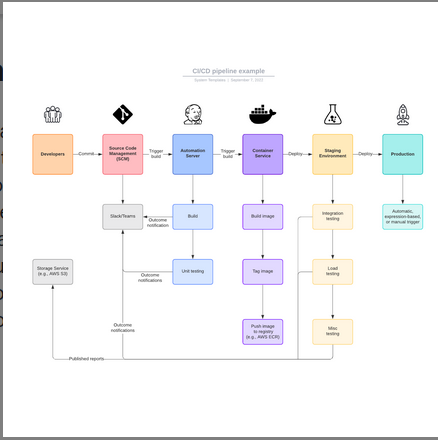 CI/CD pipeline example
System Templates | September 7, 2023
Developers
Commit
Source Code
Management
(SCM)
Trigger
build
Automation
Server
Trigger
build
Container
Service
Deploy
Staging
Environment
Deploy
Production
Slack/Teams
Outcome
notification
Build
Build image
Integration
testing
Automatic,
expression-based,
or manual trigger
Storage Service
(e.g., AWS S3)
Outcome
notifications
Unit testing
Tag image
Load
testing
Outcome
notifications
Push image
to registry
(e.g., AWS ECR)
Misc
testing
Published reports